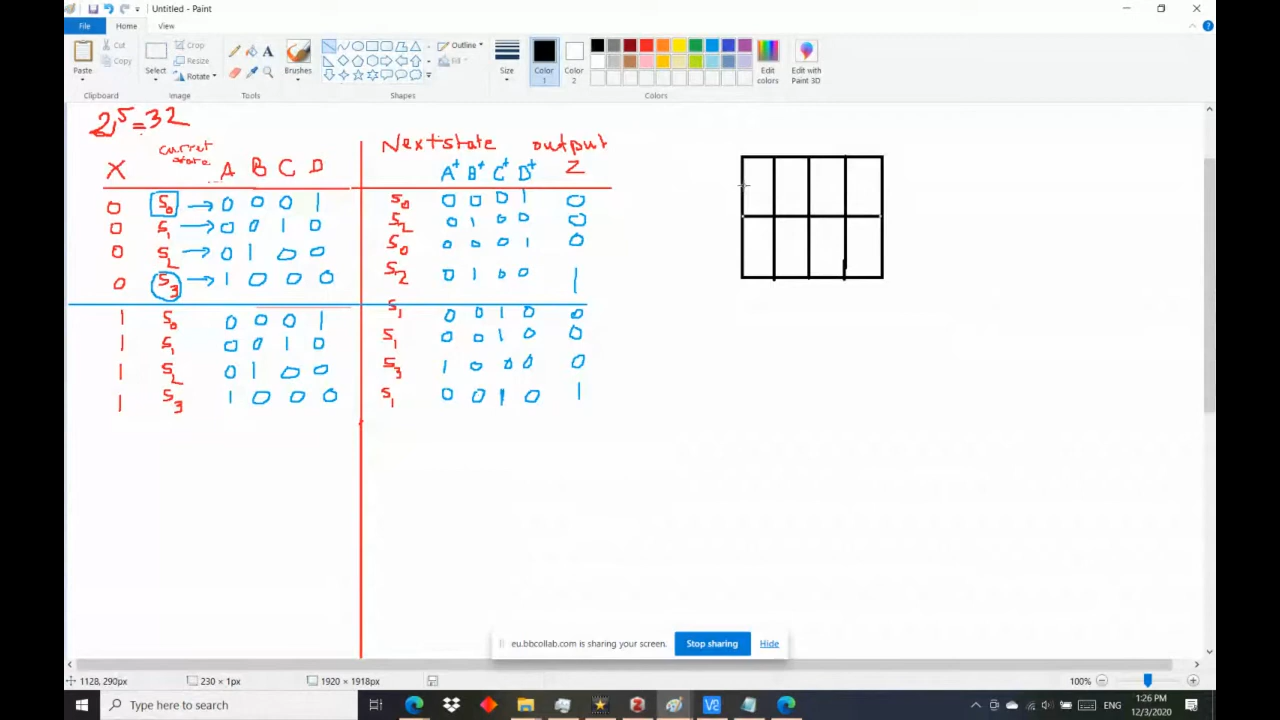 Untitled - Paint
File Home View
Paste Cut Copy Select Crop Resize Rotate A Brushes Outline Fill Size Color 1 Color 2 Edit colors Edit with Paint 3D
Clipboard Image Tools Shapes Colors
2^5=32
current state Next state output
X A B C D A+ B+ C+ D+ Z
0 S0 → 0 0 0 1 S0 0 0 0 1 0
0 S1 → 0 0 1 0 S2 0 1 0 0 0
0 S2 → 0 1 0 0 S0 0 0 0 1 0
0 S3 → 1 0 0 0 S2 0 1 0 0 1
1 S0 0 0 0 1 S1 0 0 1 0 0
1 S1 0 0 1 0 S1 0 0 1 0 0
1 S2 0 1 0 0 S3 1 0 0 0 0
1 S3 1 0 0 0 S1 0 0 1 0 1
eu.bbcollab.com is sharing your screen. Stop sharing Hide
1128, 290px 230 × 1px 1920 × 1918px 100%
Type here to search ENG 1:26 PM
12/3/2020